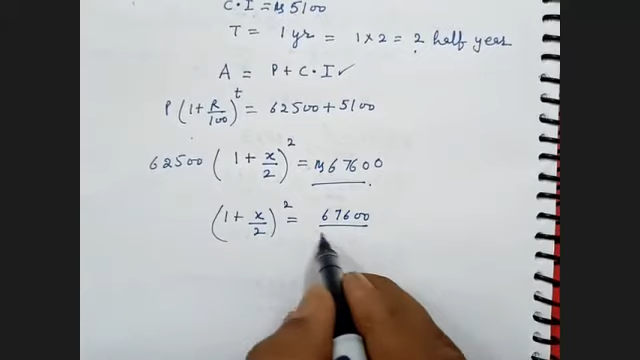 C.I = ₨ 5100
T = 1 yr = 1 × 2 = 2 half year
A = P + C.I ✓
P (1 + R/100)^t = 62500 + 5100
62500 (1 + x/2)^2 = ₨ 67600
(1 + x/2)^2 = 67600